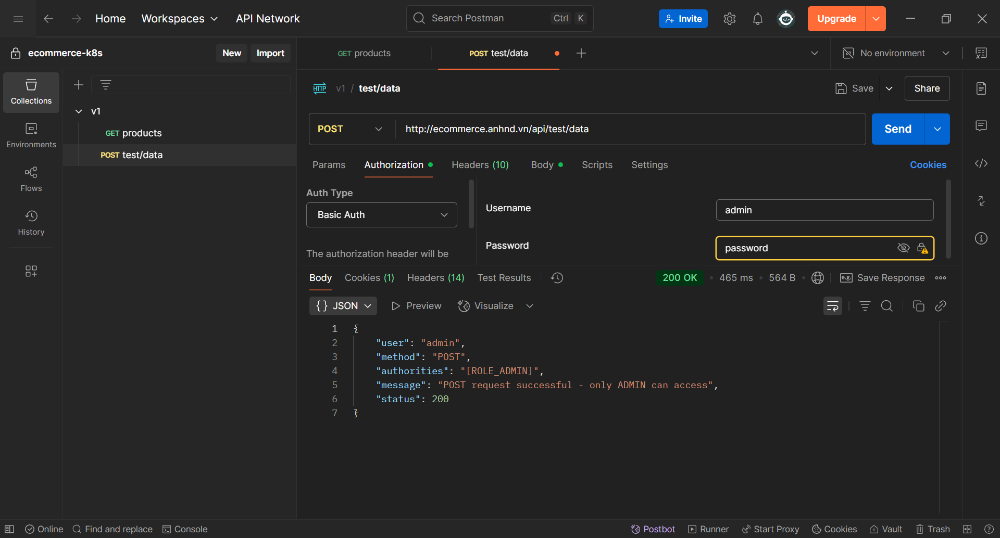 Home Workspaces API Network Search Postman Ctrl K Invite Upgrade
ecommerce-k8s New Import GET products POST test/data No environment
Collections
v1
GET products
POST test/data
Environments
Flows
History
HTTP v1 / test/data Save Share
POST http://ecommerce.anhnd.vn/api/test/data Send
Params Authorization Headers (10) Body Scripts Settings Cookies
Auth Type
Basic Auth
The authorization header will be
Username admin
Password password
Body Cookies (1) Headers (14) Test Results 200 OK • 465 ms • 564 B • e.g. Save Response
{} JSON Preview Visualize
1 {
2 "user": "admin",
3 "method": "POST",
4 "authorities": "[ROLE_ADMIN]",
5 "message": "POST request successful - only ADMIN can access",
6 "status": 200
7 }
Online Find and replace Console Postbot Runner Start Proxy Cookies Vault Trash